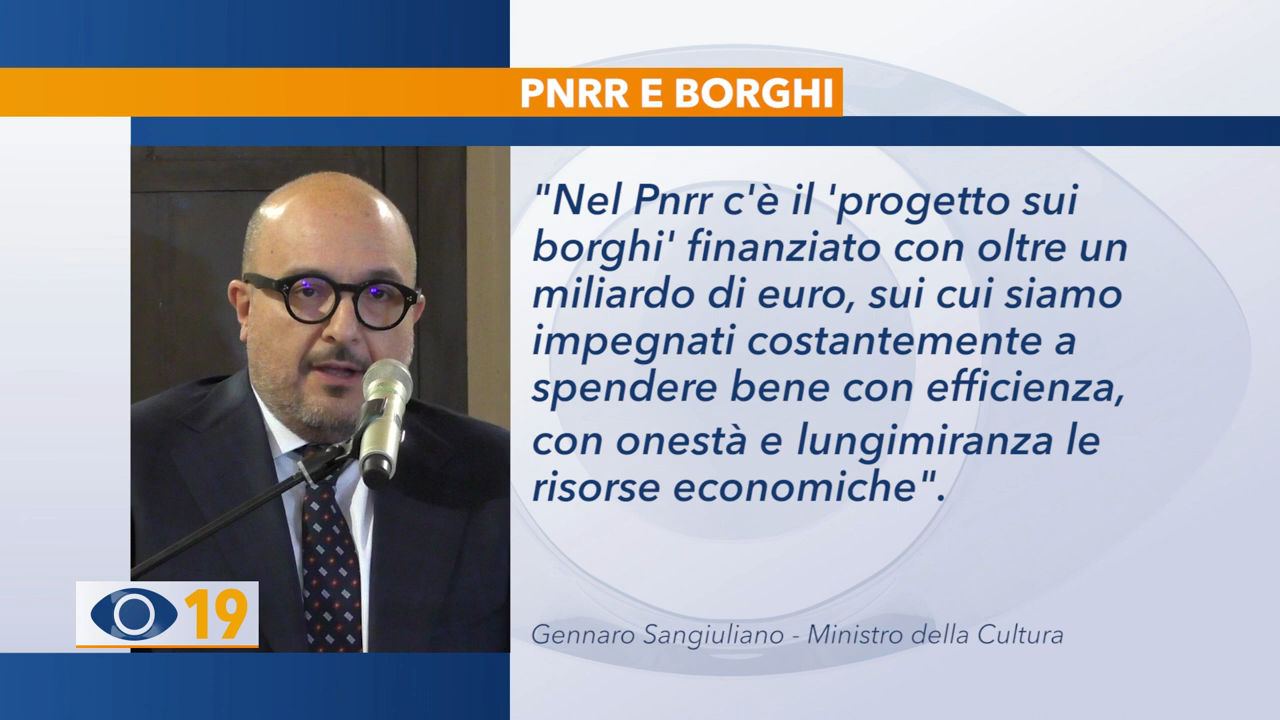 PNRR E BORGHI
"Nel Pnrr c'è il 'progetto sui
borghi' finanziato con oltre un
miliardo di euro, sui cui siamo
impegnati costantemente a
spendere bene con efficienza,
con onestà e lungimiranza le
risorse economiche".
Gennaro Sangiuliano - Ministro della Cultura
19